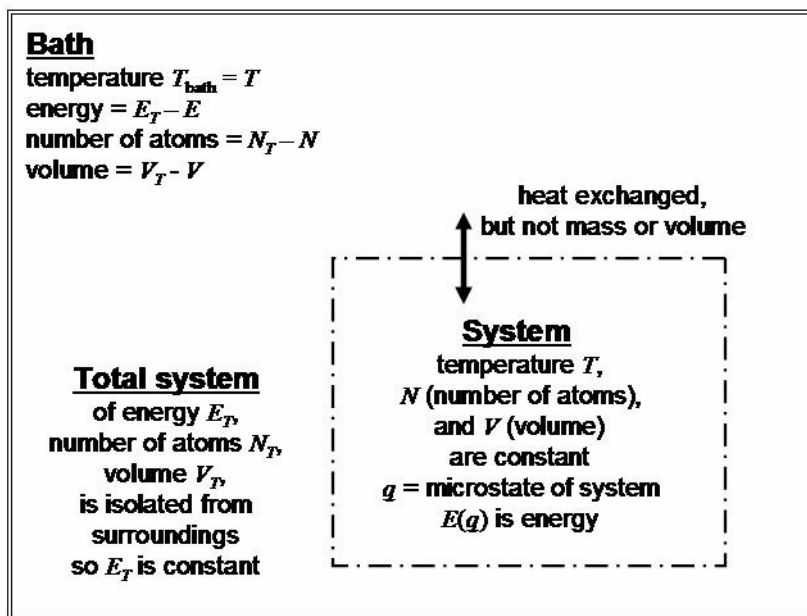 Bath
temperature T_bath = T
energy = E_T – E
number of atoms = N_T – N
volume = V_T - V
heat exchanged,
but not mass or volume
System
temperature T,
N (number of atoms),
and V (volume)
are constant
q = microstate of system
E(q) is energy
Total system
of energy E_T,
number of atoms N_T,
volume V_T,
is isolated from
surroundings
so E_T is constant